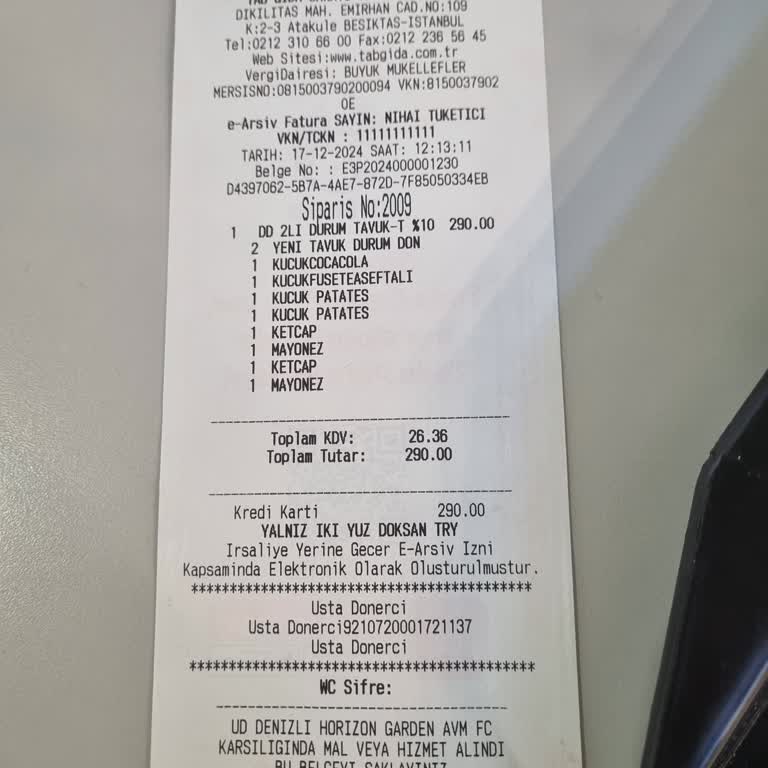 DIKILITAS MAH. EMIRHAN CAD.NO:109
K:2-3 Atakule BESIKTAS-ISTANBUL
Tel:0212 310 66 00 Fax:0212 236 56 45
Web Sitesi:www.tabgida.com.tr
VergiDairesi: BUYUK MUKELLEFLER
MERSISNO:0815003790200094 VKN:8150037902
OE
e-Arsiv Fatura SAYIN: NIHAI TUKETICI
VKN/TCKN : 11111111111
TARIH: 17-12-2024 SAAT: 12:13:11
Belge No: : E3P2024000001230
D4397062-5B7A-4AE7-872D-7F85050334EB
Siparis No:2009
1 DD 2LI DURUM TAVUK-T %10 290.00
2 YENI TAVUK DURUM DON
1 KUCUKCOCACOLA
1 KUCUKFUSETEASEFTALI
1 KUCUK PATATES
1 KUCUK PATATES
1 KETCAP
1 MAYONEZ
1 KETCAP
1 MAYONEZ
Toplam KDV: 26.36
Toplam Tutar: 290.00
Kredi Karti 290.00
YALNIZ IKI YUZ DOKSAN TRY
Irsaliye Yerine Gecer E-Arsiv Izni
Kapsaminda Elektronik Olarak Olusturulmustur.
****************************************
Usta Donerci
Usta Donerci9210720001721137
Usta Donerci
****************************************
WC Sifre:
UD DENIZLI HORIZON GARDEN AVM FC
KARSILIGINDA MAL VEYA HIZMET ALINDI
BU BELGEYI SAKLAYINIZ